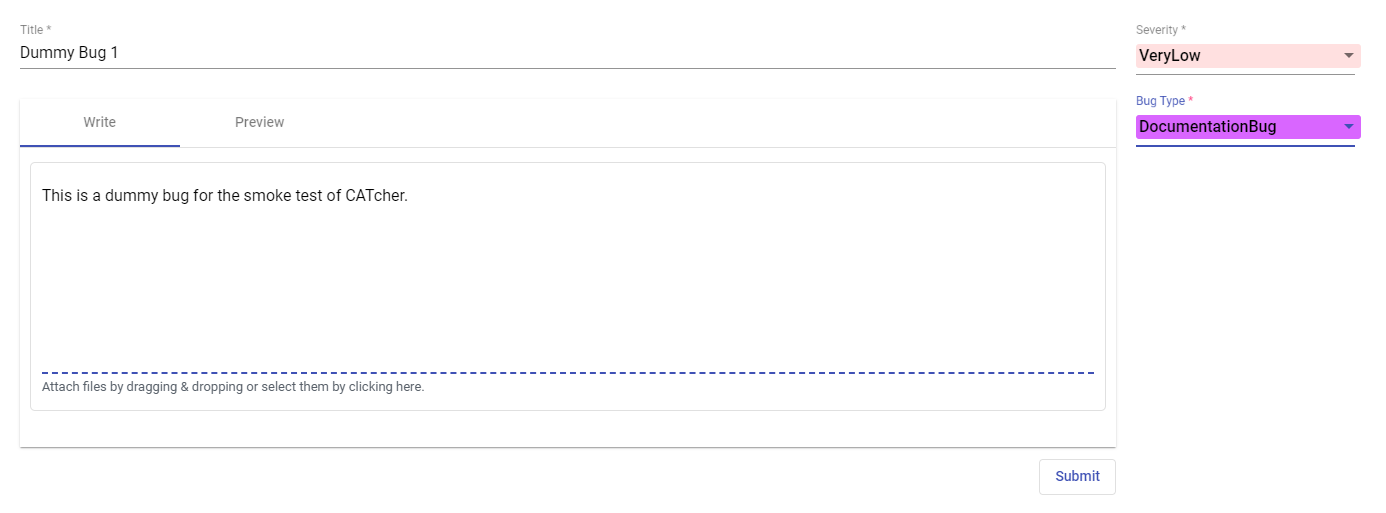 Title *
Dummy Bug 1
Severity *
VeryLow
Bug Type *
DocumentationBug
Write
Preview
This is a dummy bug for the smoke test of CATcher.
Attach files by dragging & dropping or select them by clicking here.
Submit